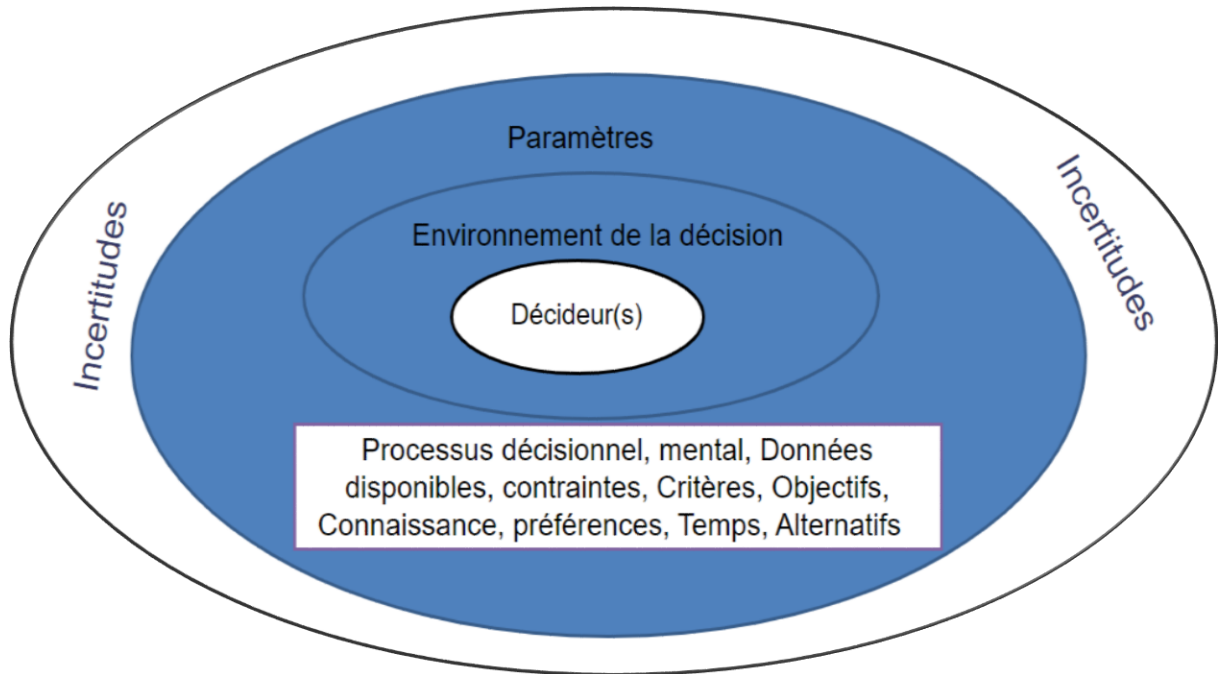 Paramètres
Incertitudes
Incertitudes
Environnement de la décision
Décideur(s)
Processus décisionnel, mental, Données
disponibles, contraintes, Critères, Objectifs,
Connaissance, préférences, Temps, Alternatifs